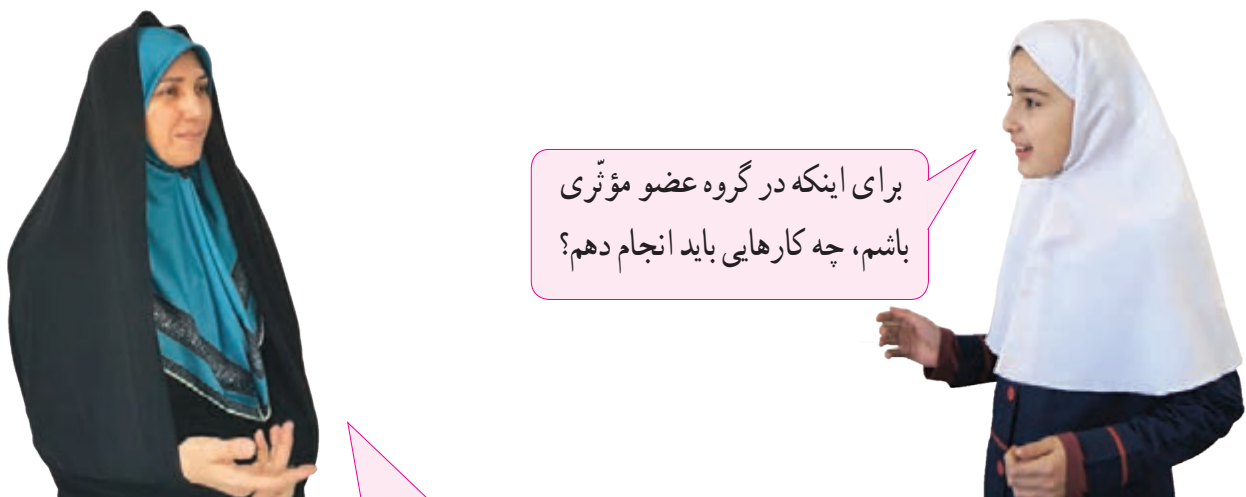 برای اینکه در گروه عضو مؤثّری
باشم، چه کارهایی باید انجام دهم؟